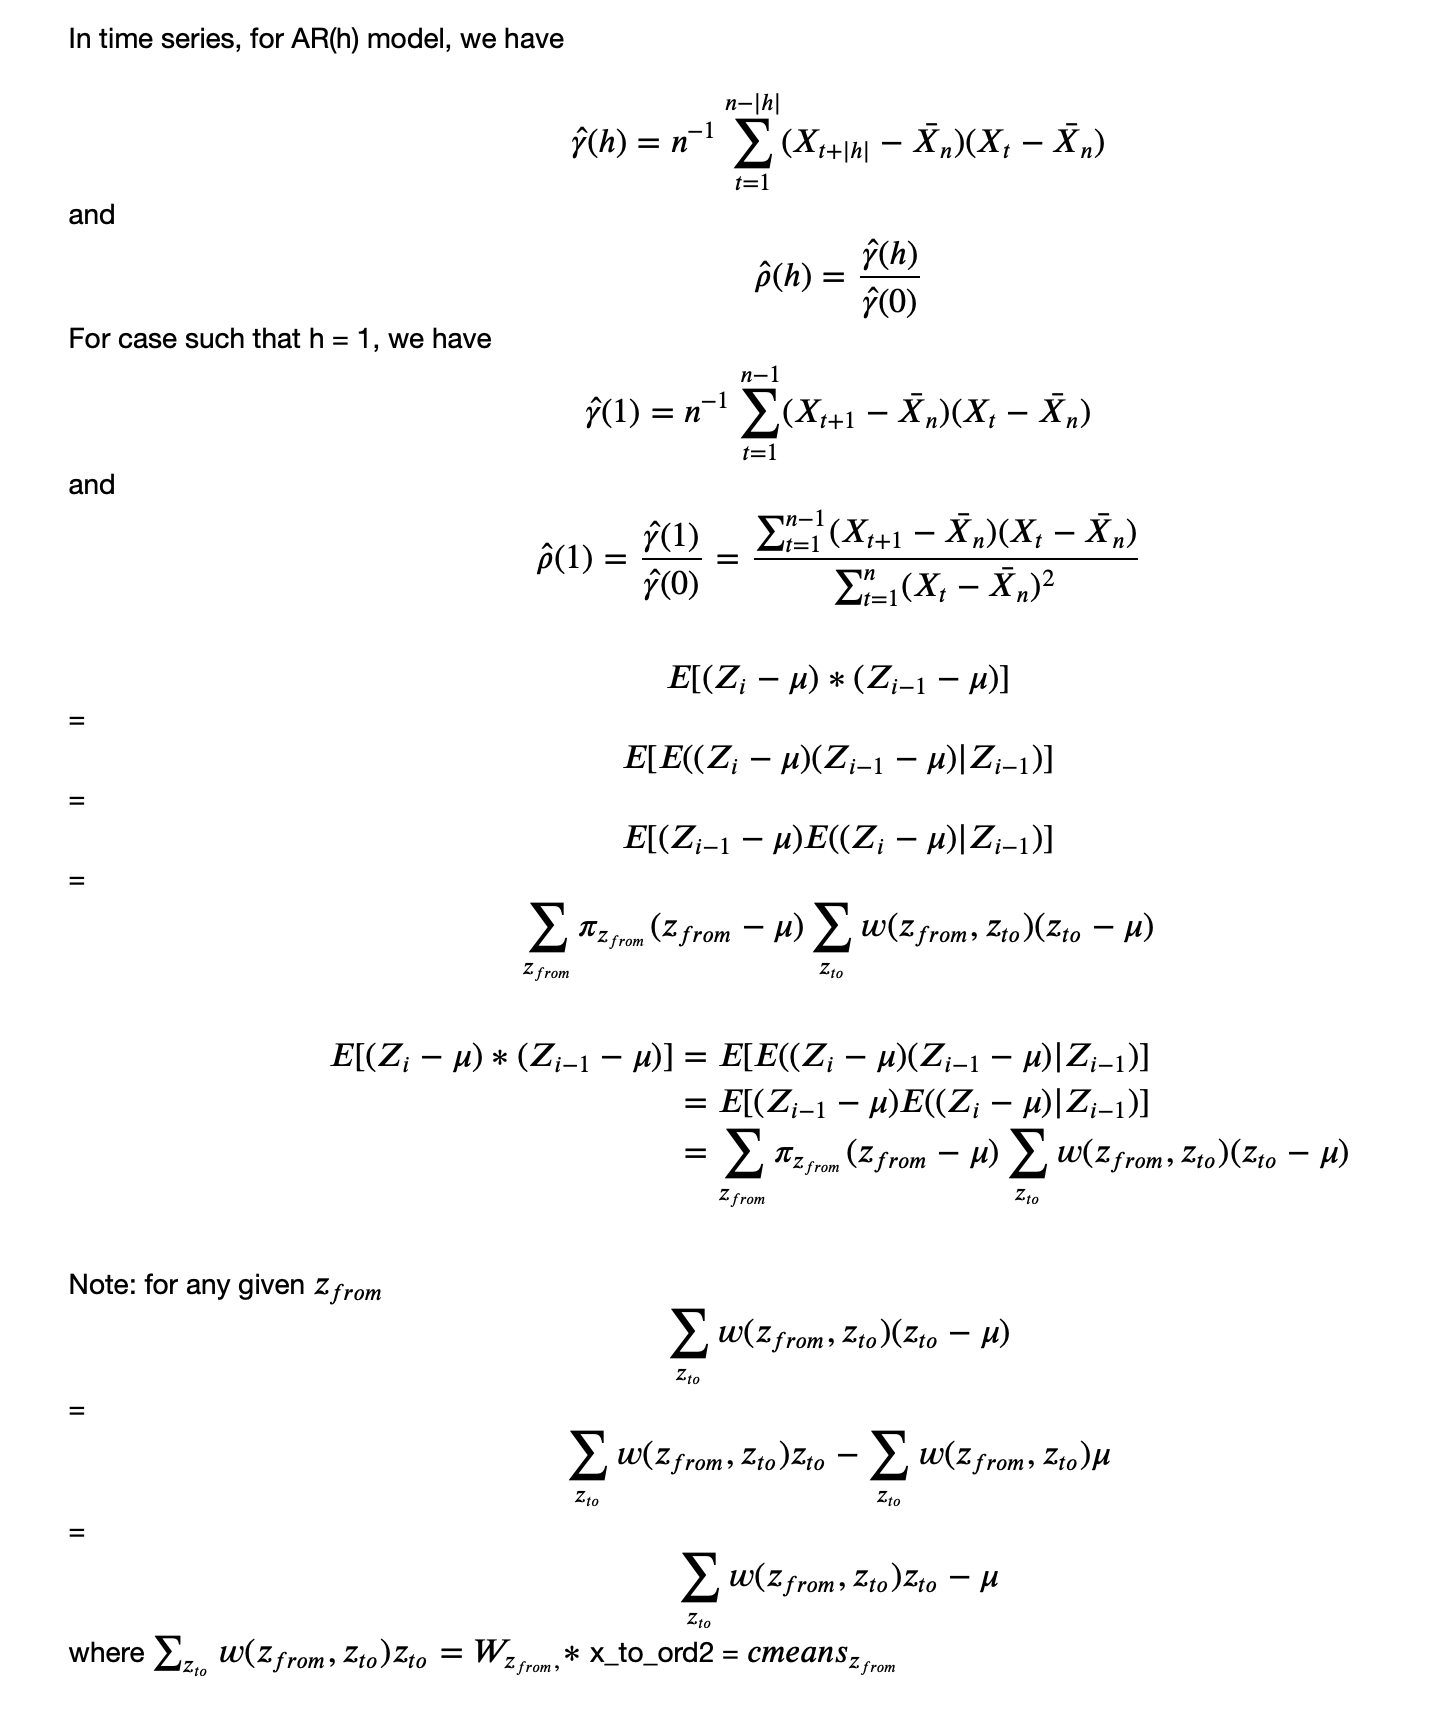 In time series, for AR(h) model, we have
$\hat{\gamma}(h) = n^{-1} \sum_{t=1}^{n-|h|} (X_{t+|h|} - \bar{X}_n)(X_t - \bar{X}_n)$
and
$\hat{\rho}(h) = \frac{\hat{\gamma}(h)}{\hat{\gamma}(0)}$
For case such that h = 1, we have
$\hat{\gamma}(1) = n^{-1} \sum_{t=1}^{n-1} (X_{t+1} - \bar{X}_n)(X_t - \bar{X}_n)$
and
$\hat{\rho}(1) = \frac{\hat{\gamma}(1)}{\hat{\gamma}(0)} = \frac{\sum_{t=1}^{n-1} (X_{t+1} - \bar{X}_n)(X_t - \bar{X}_n)}{\sum_{t=1}^{n} (X_t - \bar{X}_n)^2}$
$E[(Z_i - \mu) * (Z_{i-1} - \mu)]$
=
$E[E((Z_i - \mu)(Z_{i-1} - \mu)|Z_{i-1})]$
=
$E[(Z_{i-1} - \mu)E((Z_i - \mu)|Z_{i-1})]$
=
$\sum_{z_{from}} \pi_{z_{from}} (z_{from} - \mu) \sum_{z_{to}} w(z_{from}, z_{to})(z_{to} - \mu)$
$E[(Z_i - \mu) * (Z_{i-1} - \mu)] = E[E((Z_i - \mu)(Z_{i-1} - \mu)|Z_{i-1})]$
$= E[(Z_{i-1} - \mu)E((Z_i - \mu)|Z_{i-1})]$
$= \sum_{z_{from}} \pi_{z_{from}} (z_{from} - \mu) \sum_{z_{to}} w(z_{from}, z_{to})(z_{to} - \mu)$
Note: for any given $z_{from}$
$\sum_{z_{to}} w(z_{from}, z_{to})(z_{to} - \mu)$
=
$\sum_{z_{to}} w(z_{from}, z_{to})z_{to} - \sum_{z_{to}} w(z_{from}, z_{to})\mu$
=
$\sum_{z_{to}} w(z_{from}, z_{to})z_{to} - \mu$
where $\sum_{z_{to}} w(z_{from}, z_{to})z_{to} = W_{z_{from},} *$ x_to_ord2 = $cmeans_{z_{from}}$